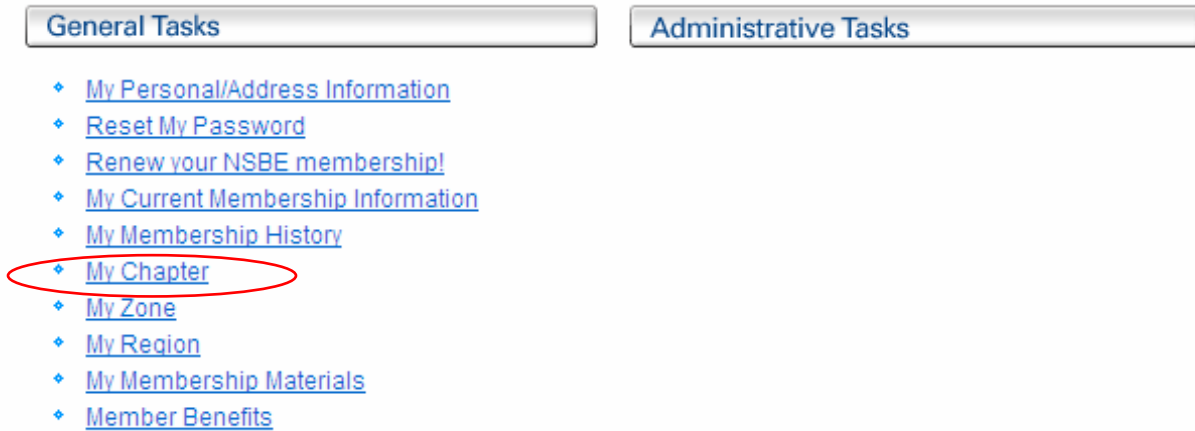 General Tasks
Administrative Tasks
My Personal/Address Information
Reset My Password
Renew your NSBE membership!
My Current Membership Information
My Membership History
My Chapter
My Zone
My Region
My Membership Materials
Member Benefits